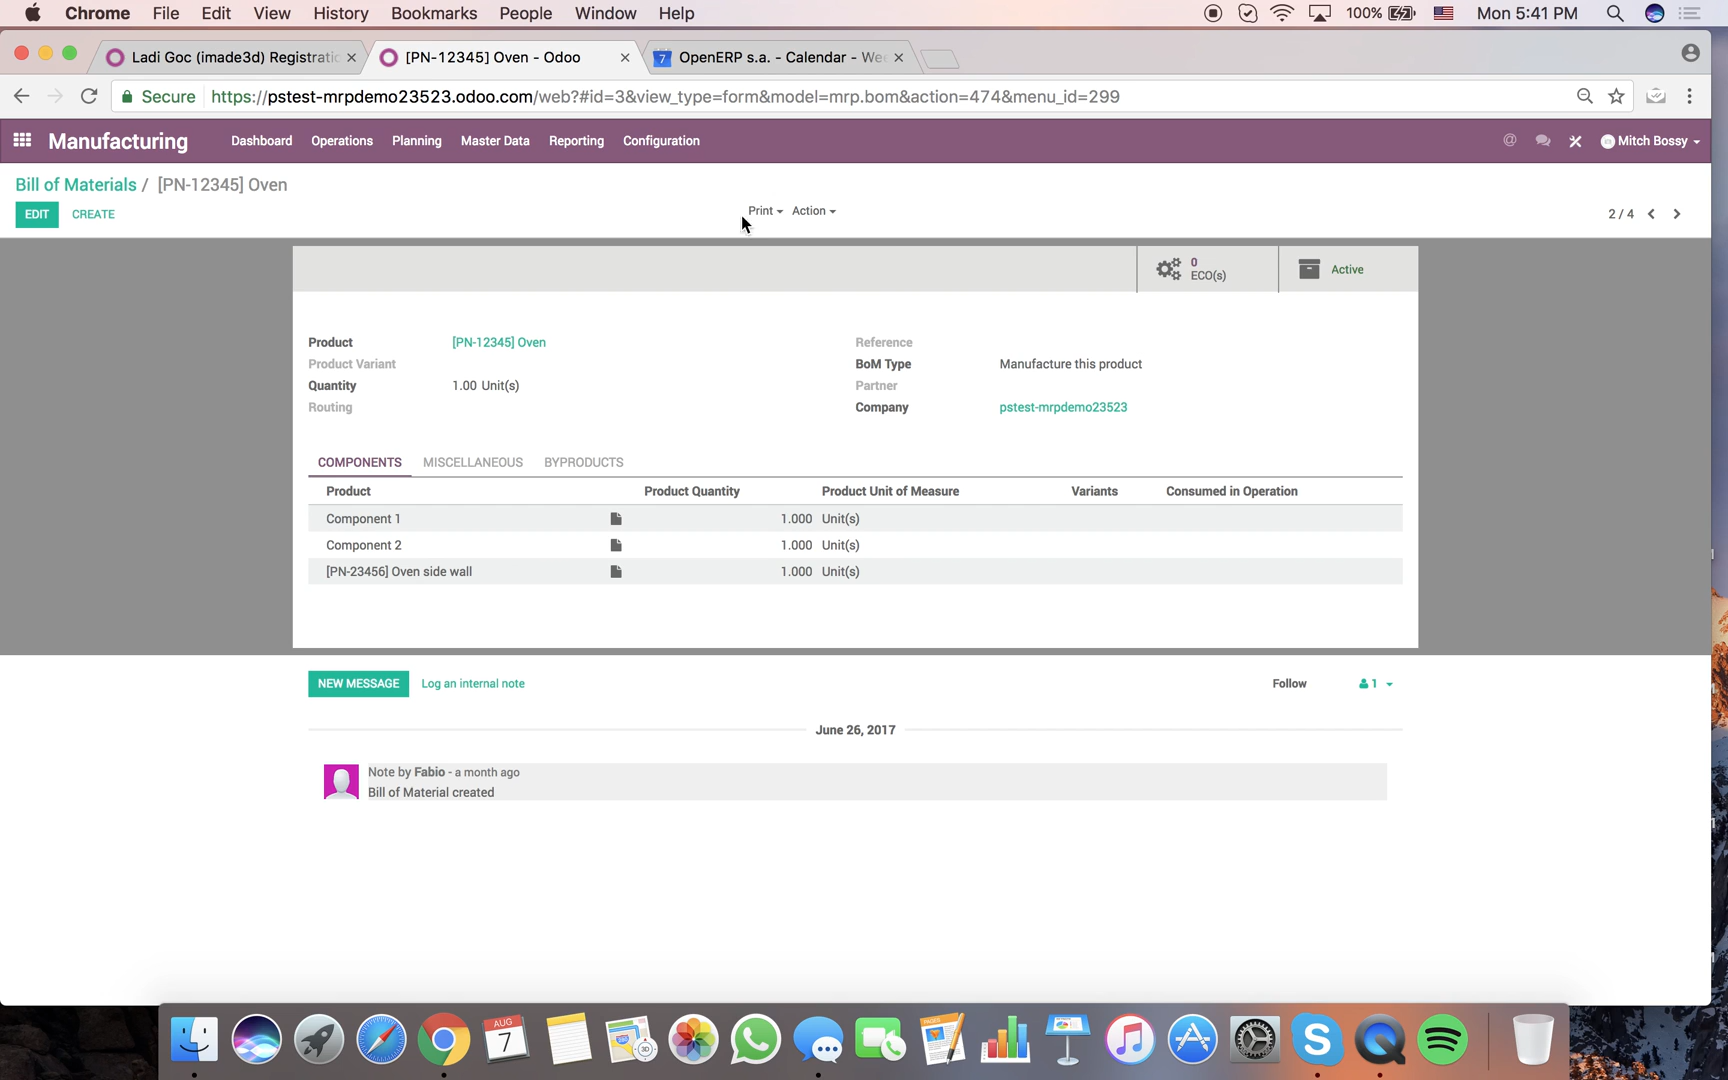 Chrome File Edit View History Bookmarks People Window Help 100% Mon 5:41 PM
Ladi Goc (imade3d) Registratic [PN-12345] Oven - Odoo 7 OpenERP s.a. - Calendar - Wee
Secure https://pstest-mrpdemo23523.odoo.com/web?#id=3&view_type=form&model=mrp.bom&action=474&menu_id=299
Manufacturing Dashboard Operations Planning Master Data Reporting Configuration @ Mitch Bossy
Bill of Materials / [PN-12345] Oven
EDIT CREATE Print Action 2 / 4
0
ECO(s)
Active
Product [PN-12345] Oven Reference
Product Variant BoM Type Manufacture this product
Quantity 1.00 Unit(s) Partner
Routing Company pstest-mrpdemo23523
COMPONENTS MISCELLANEOUS BYPRODUCTS
Product Product Quantity Product Unit of Measure Variants Consumed in Operation
Component 1 1.000 Unit(s)
Component 2 1.000 Unit(s)
[PN-23456] Oven side wall 1.000 Unit(s)
NEW MESSAGE Log an internal note Follow 1
June 26, 2017
Note by Fabio - a month ago
Bill of Material created
AUG
7
PAGES